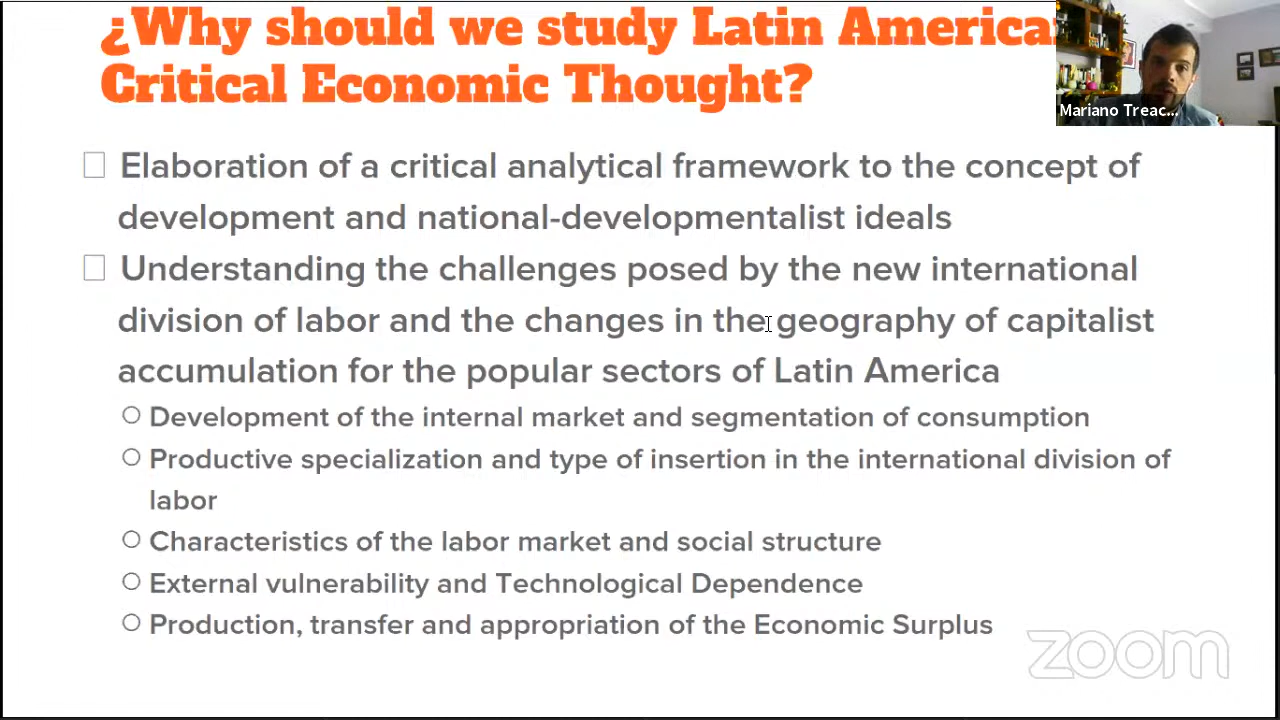 ¿Why should we study Latin America
Critical Economic Thought?
Mariano Treac...
Elaboration of a critical analytical framework to the concept of
development and national-developmentalist ideals
Understanding the challenges posed by the new international
division of labor and the changes in the geography of capitalist
accumulation for the popular sectors of Latin America
Development of the internal market and segmentation of consumption
Productive specialization and type of insertion in the international division of
labor
Characteristics of the labor market and social structure
External vulnerability and Technological Dependence
Production, transfer and appropriation of the Economic Surplus
zoom